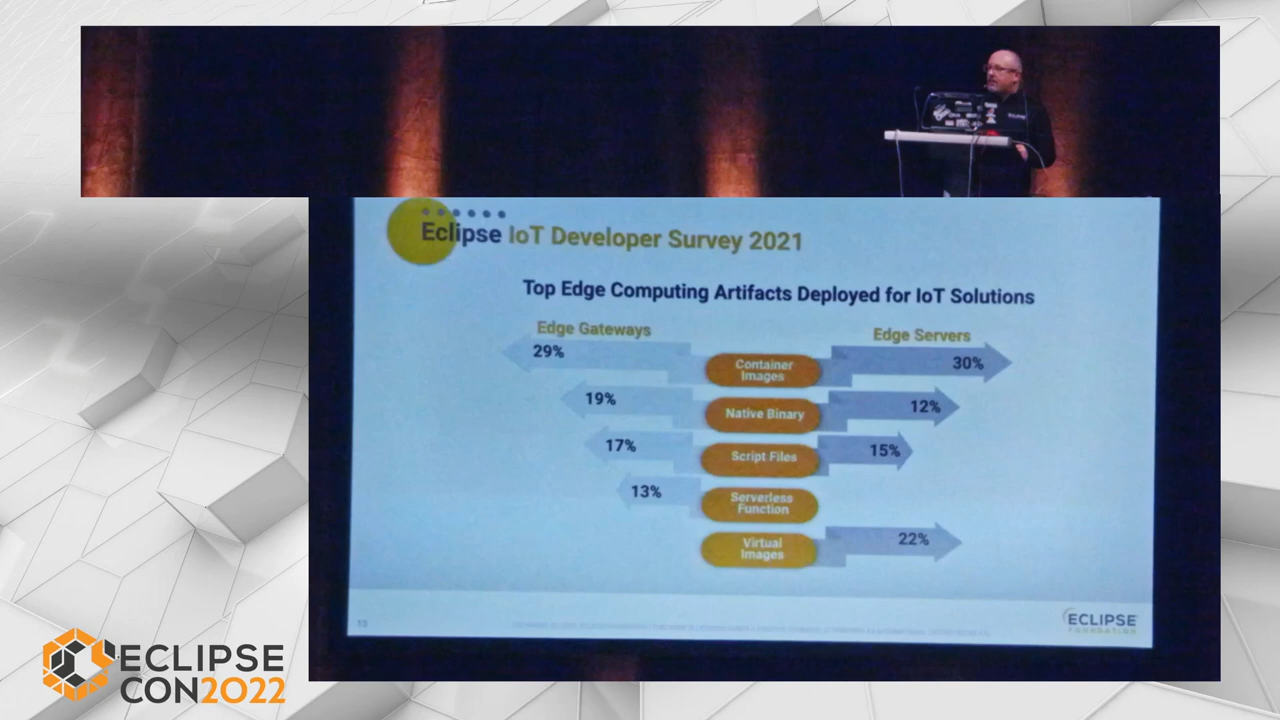 Eclipse IoT Developer Survey 2021
Top Edge Computing Artifacts Deployed for IoT Solutions
Edge Gateways
Edge Servers
29%
Container
Images
30%
19%
Native Binary
12%
17%
Script Files
15%
13%
Serverless
Function
Virtual
Images
22%
ECLIPSE
FOUNDATION
ECLIPSE
CON2022